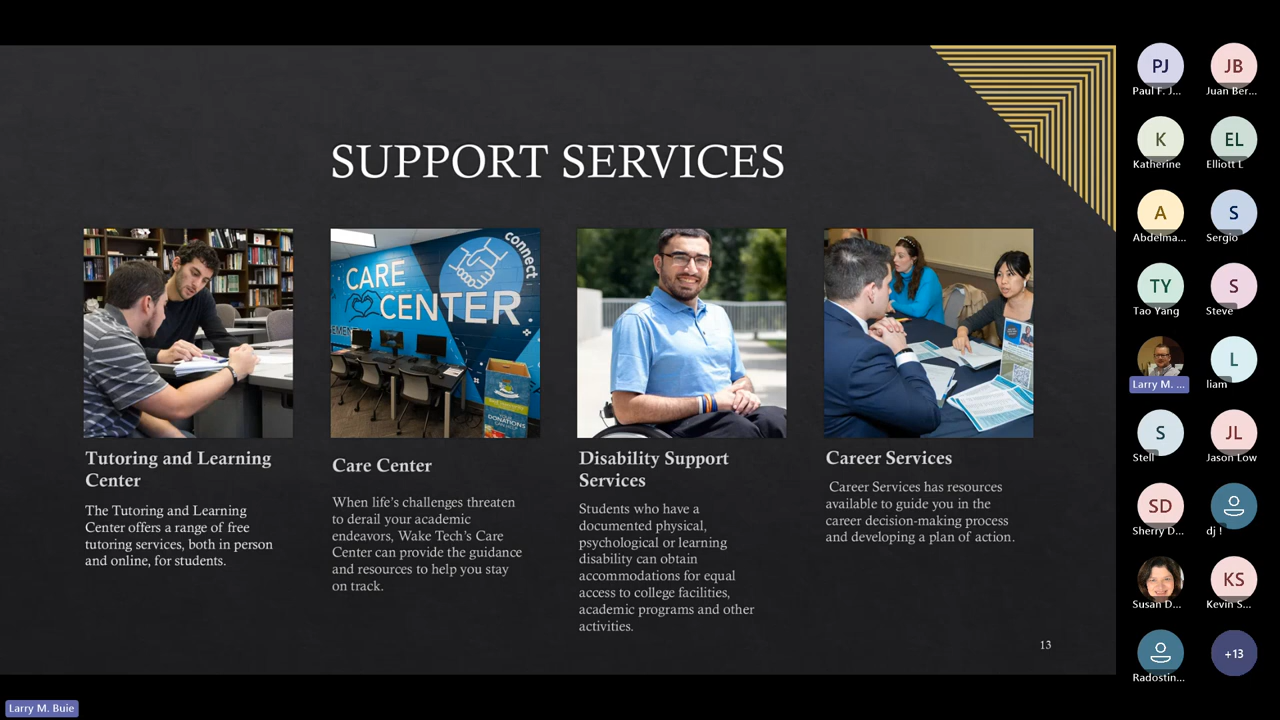 SUPPORT SERVICES
CARE
CENTER
connect
DONATIONS
Tutoring and Learning
Center
The Tutoring and Learning
Center offers a range of free
tutoring services, both in person
and online, for students.
Care Center
When life's challenges threaten
to derail your academic
endeavors, Wake Tech's Care
Center can provide the guidance
and resources to help you stay
on track.
Disability Support
Services
Students who have a
documented physical,
psychological or learning
disability can obtain
accommodations for equal
access to college facilities,
academic programs and other
activities.
Career Services
Career Services has resources
available to guide you in the
career decision-making process
and developing a plan of action.
13
PJ
Paul F. J...
JB
Juan Ber...
K
Katherine
EL
Elliott L
A
Abdelma...
S
Sergio
TY
Tao Yang
S
Steve
Larry M. ...
L
liam
S
Stell
JL
Jason Low
SD
Sherry D...
dj !
Susan D...
KS
Kevin S...
Radostin...
+13
Larry M. Buie